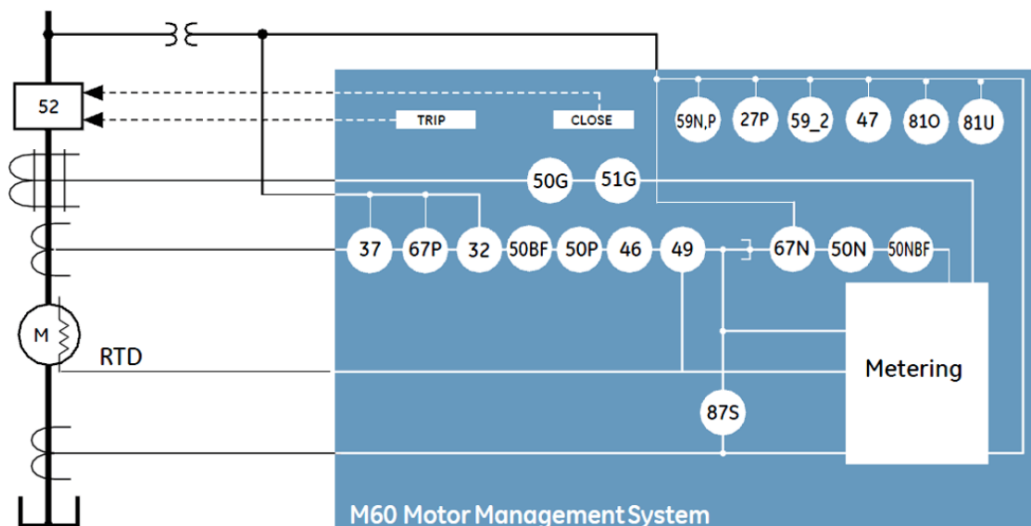 52
TRIP
CLOSE
59N,P
27P
59_2
47
81O
81U
50G
51G
37
67P
32
50BF
50P
46
49
67N
50N
50NBF
M
RTD
Metering
87S
M60 Motor Management System